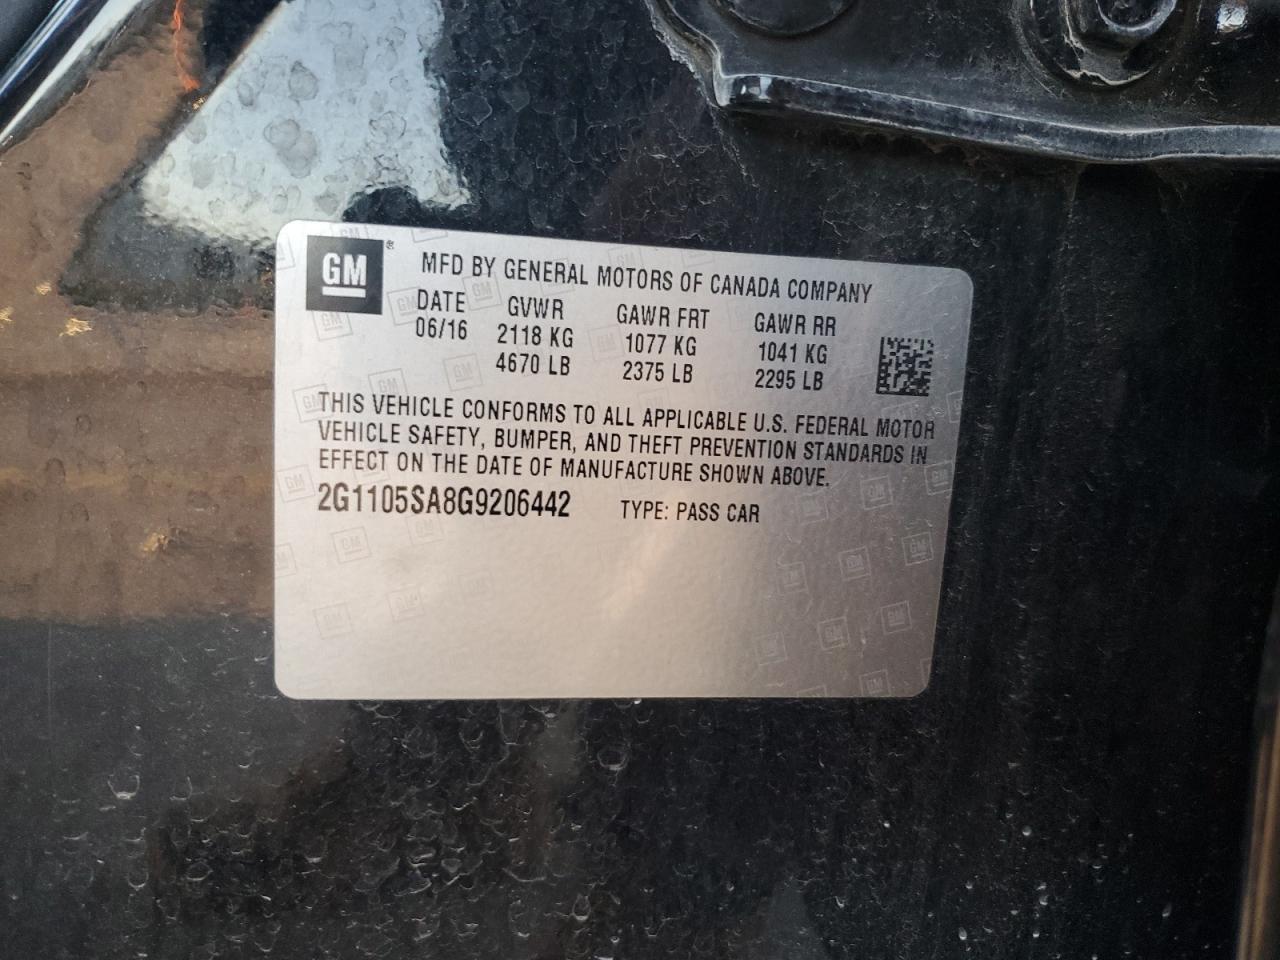 GM ® MFD BY GENERAL MOTORS OF CANADA COMPANY
DATE GVWR GAWR FRT GAWR RR
06/16 2118 KG 1077 KG 1041 KG
4670 LB 2375 LB 2295 LB
THIS VEHICLE CONFORMS TO ALL APPLICABLE U.S. FEDERAL MOTOR
VEHICLE SAFETY, BUMPER, AND THEFT PREVENTION STANDARDS IN
EFFECT ON THE DATE OF MANUFACTURE SHOWN ABOVE.
2G1105SA8G9206442 TYPE: PASS CAR